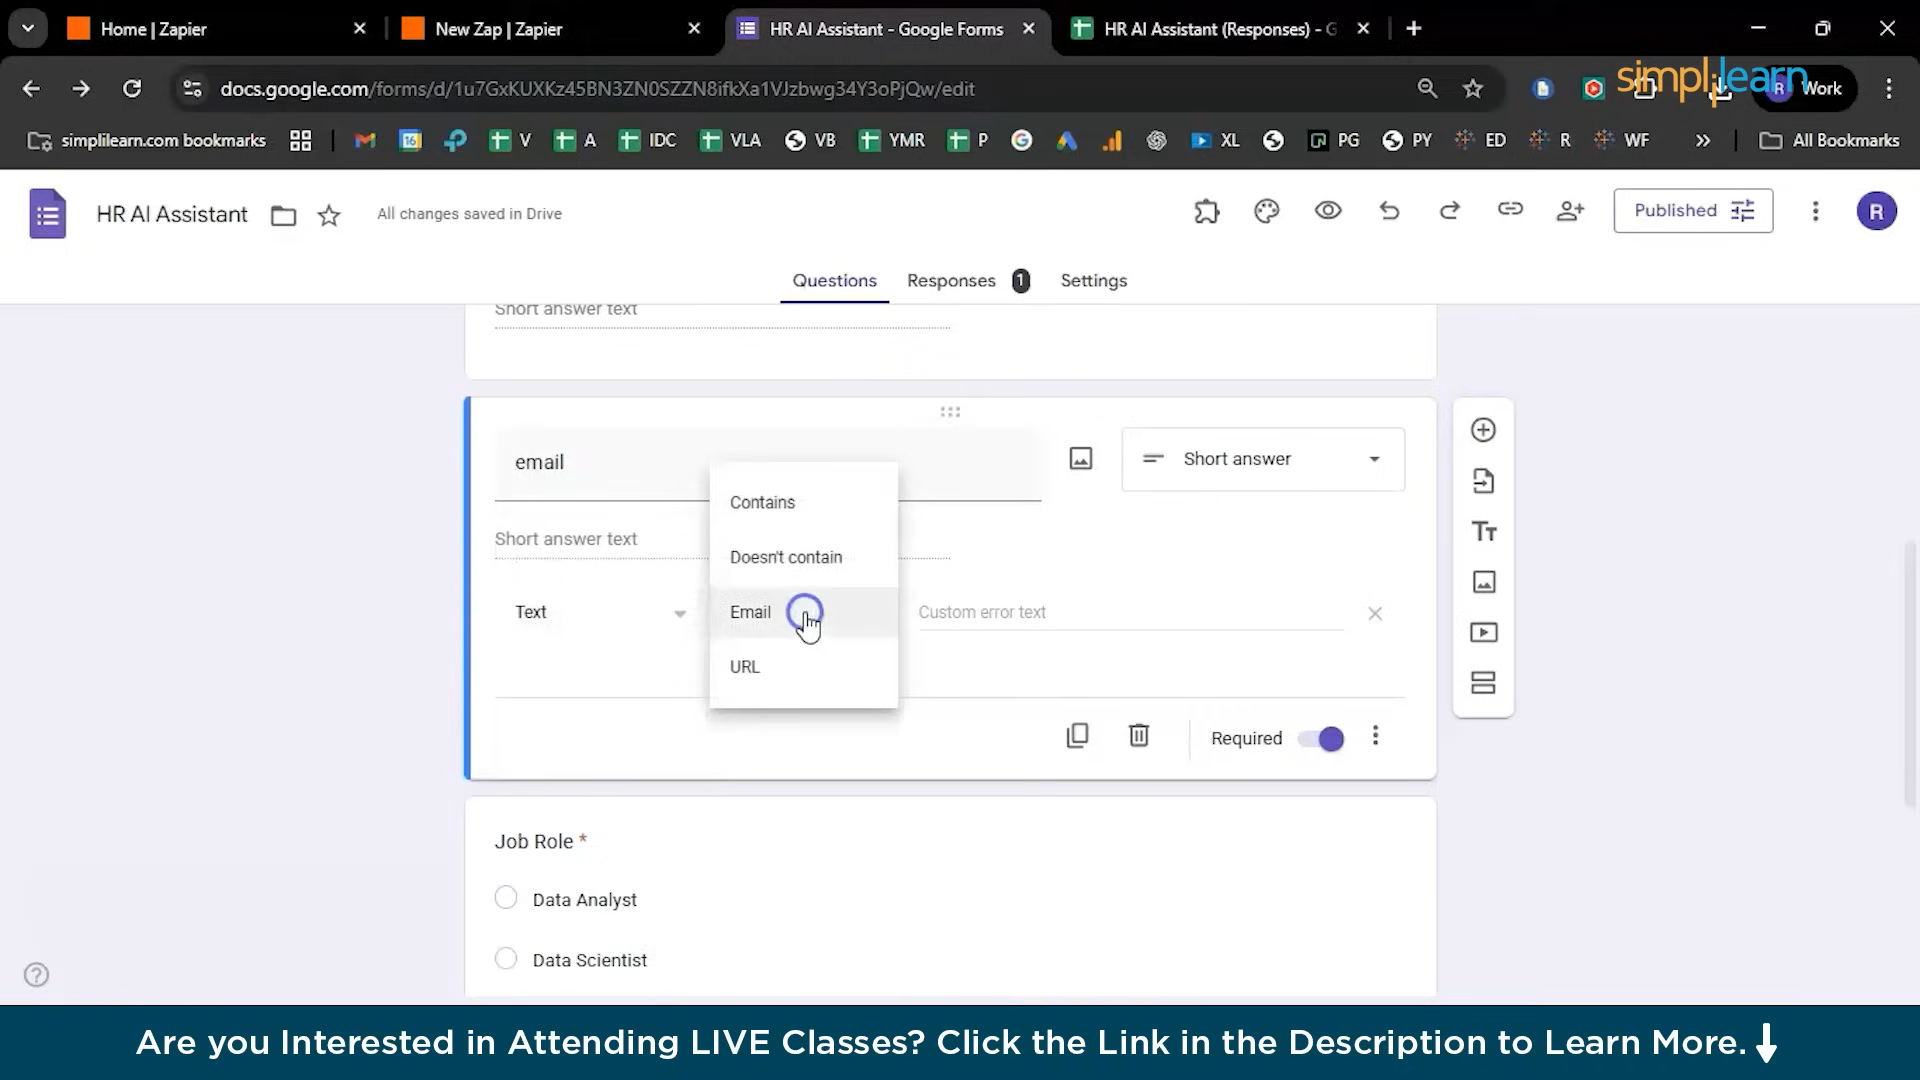 Home | Zapier
New Zap | Zapier
HR AI Assistant - Google Forms
HR AI Assistant (Responses) - G
docs.google.com/forms/d/1u7GxKUXKz45BN3ZN0SZZN8ifkXa1VJzbwg34Y3oPjQw/edit
simplilearn
R
Work
simplilearn.com bookmarks
V
A
IDC
VLA
VB
YMR
P
XL
PG
PY
ED
R
WF
All Bookmarks
HR AI Assistant
All changes saved in Drive
Published
R
Questions
Responses
1
Settings
Short answer text
email
Short answer
Contains
Short answer text
Doesn't contain
Text
Email
Custom error text
URL
Required
Job Role *
Data Analyst
Data Scientist
Are you Interested in Attending LIVE Classes? Click the Link in the Description to Learn More.